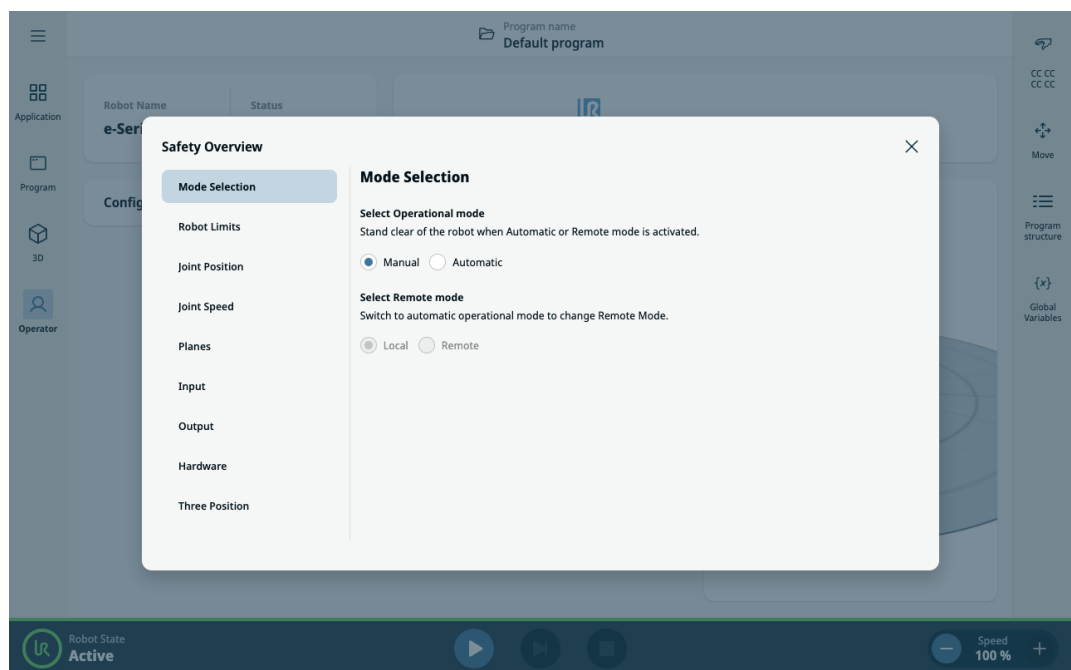 Program name
Default program
Application
Program
3D
Operator
Robot Name
Status
e-Seri
Config
Safety Overview
Mode Selection
Robot Limits
Joint Position
Joint Speed
Planes
Input
Output
Hardware
Three Position
Mode Selection
Select Operational mode
Stand clear of the robot when Automatic or Remote mode is activated.
Manual Automatic
Select Remote mode
Switch to automatic operational mode to change Remote Mode.
Local Remote
CC CC
CC CC
Move
Program
structure
{x}
Global
Variables
UR
Robot State
Active
Speed
100 %